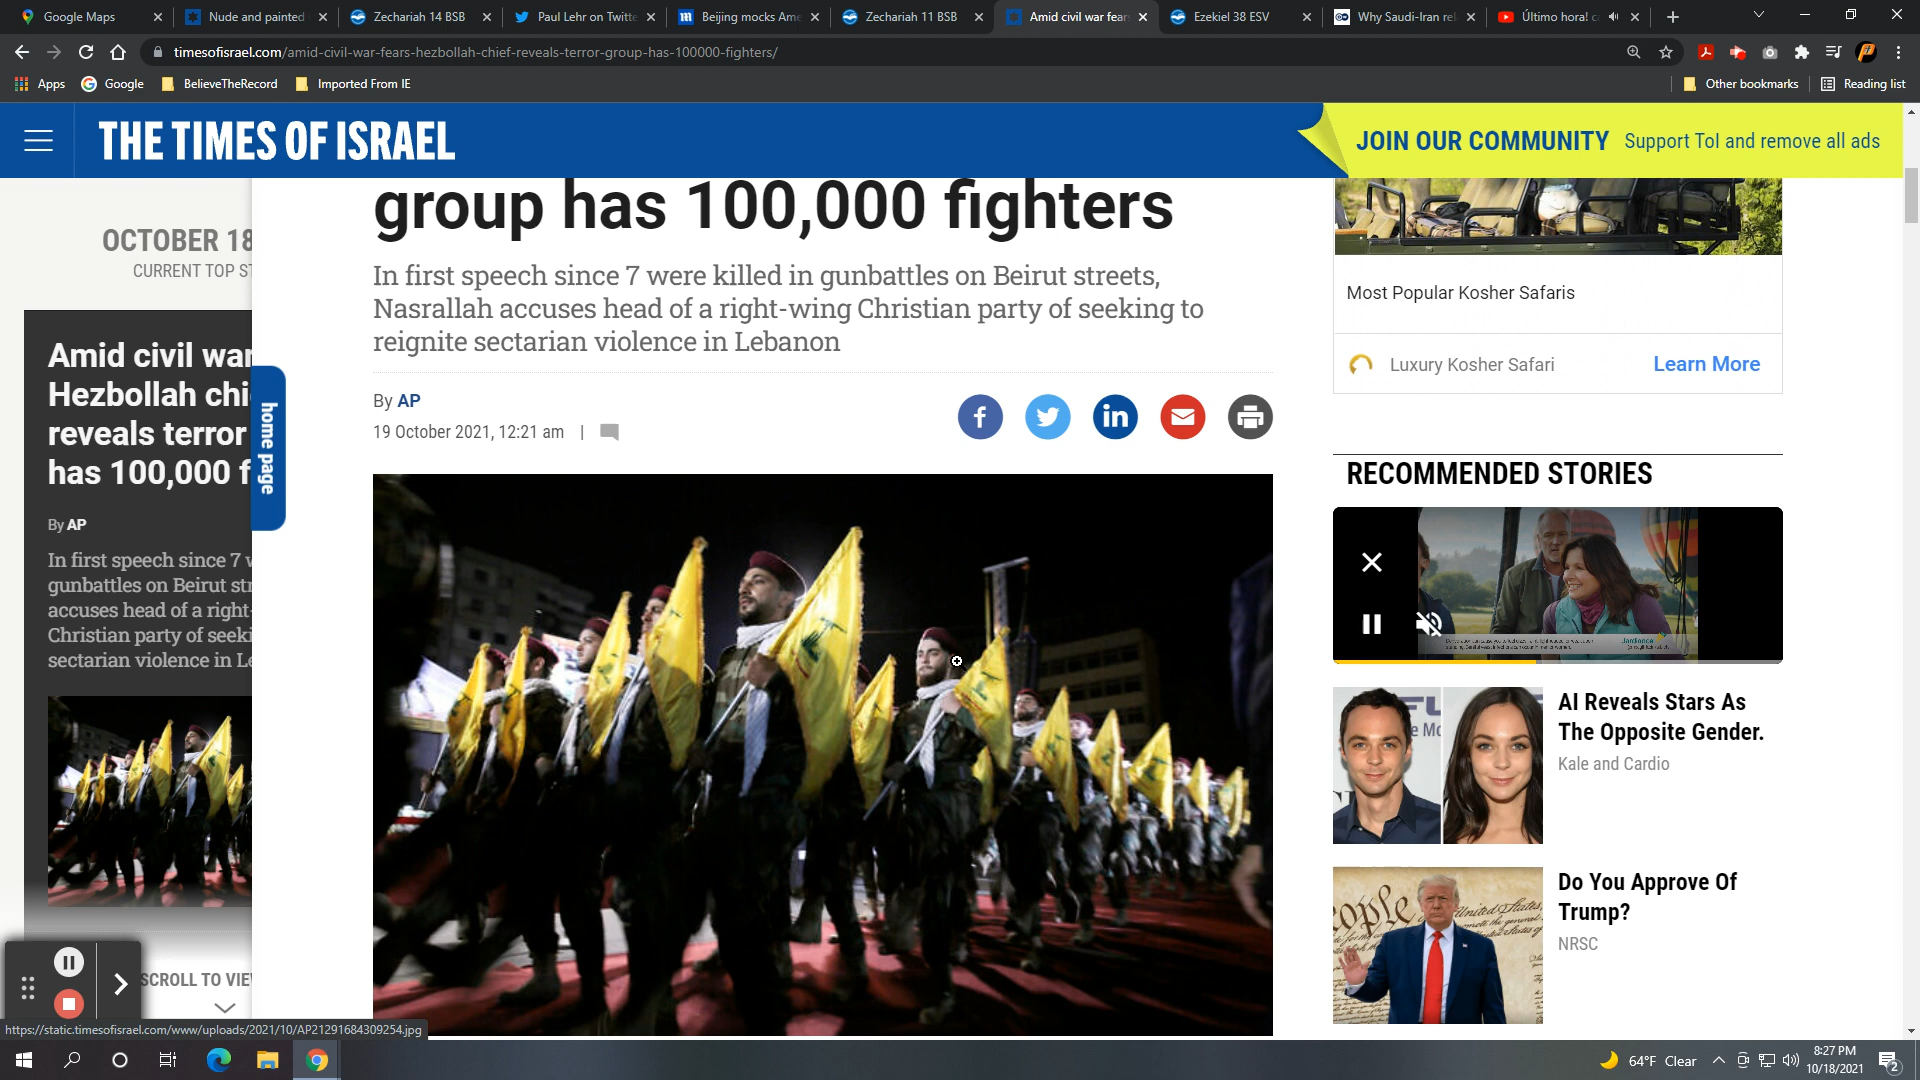 Google Maps
Nude and painted
Zechariah 14 BSB
Paul Lehr on Twitte
Beijing mocks Ame
Zechariah 11 BSB
Amid civil war fears
Ezekiel 38 ESV
Why Saudi-Iran rel
Último hora! c
timesofisrael.com/amid-civil-war-fears-hezbollah-chief-reveals-terror-group-has-100000-fighters/
Apps
Google
BelieveTheRecord
Imported From IE
Other bookmarks
Reading list
THE TIMES OF ISRAEL
JOIN OUR COMMUNITY Support ToI and remove all ads
OCTOBER 18
CURRENT TOP ST
Amid civil war
Hezbollah chi
reveals terror
has 100,000 f
By AP
In first speech since 7 w
gunbattles on Beirut str
accuses head of a right-
Christian party of seeki
sectarian violence in Le
SCROLL TO VIEW
home page
group has 100,000 fighters
In first speech since 7 were killed in gunbattles on Beirut streets,
Nasrallah accuses head of a right-wing Christian party of seeking to
reignite sectarian violence in Lebanon
By AP
19 October 2021, 12:21 am |
Most Popular Kosher Safaris
Luxury Kosher Safari
Learn More
RECOMMENDED STORIES
Jardiance
AI Reveals Stars As
The Opposite Gender.
Kale and Cardio
Do You Approve Of
Trump?
NRSC
https://static.timesofisrael.com/www/uploads/2021/10/AP21291684309254.jpg
64°F Clear
8:27 PM
10/18/2021
2